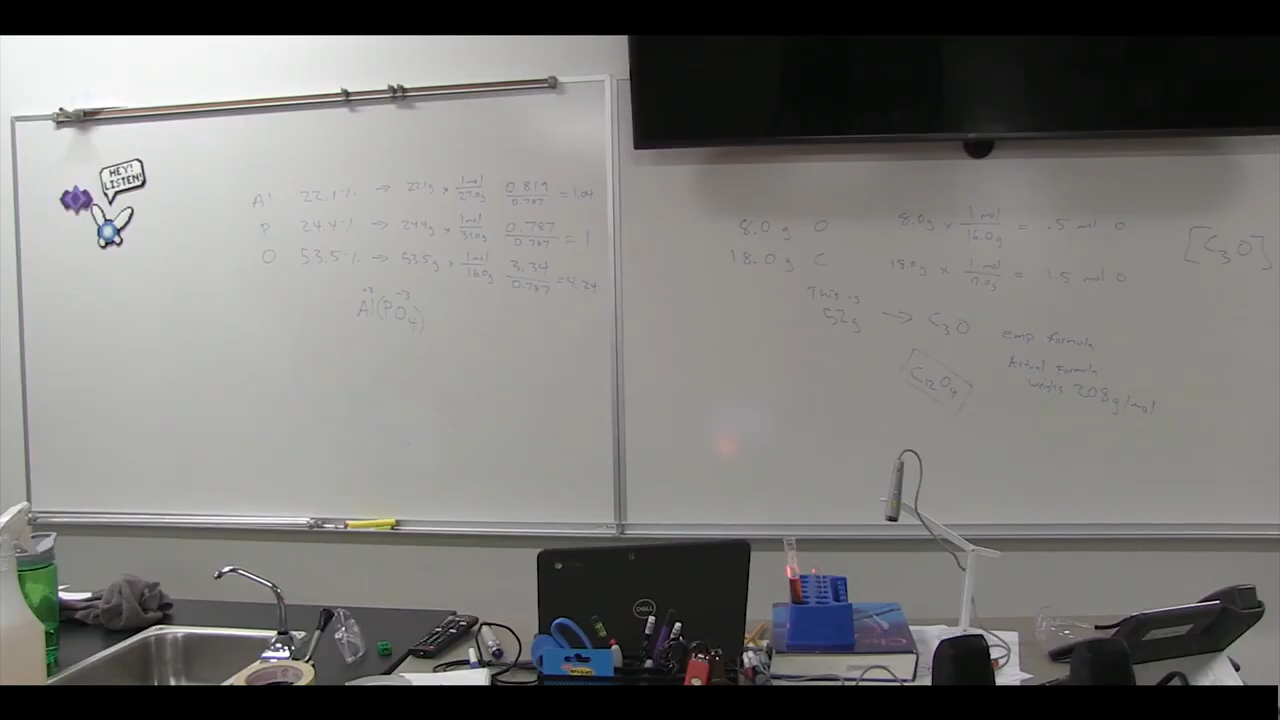 HEY!
LISTEN!
Al 22.1% → 22.1g × 1mol/27.0g 0.819/0.787 = 1.04
P 24.4% → 24.4g × 1mol/31.0g 0.787/0.787 = 1
O 53.5% → 53.5g × 1mol/16.0g 3.34/0.787 = 4.24
+3 -3
Al(PO4)
8.0 g O 8.0g × 1mol/16.0g = .5 mol O
18.0 g C 18.0g × 1mol/12.0g = 1.5 mol O
[C3O]
This is
52g → C3O emp. formula
Actual Formula
weighs 208g/mol
C12O4
DELL